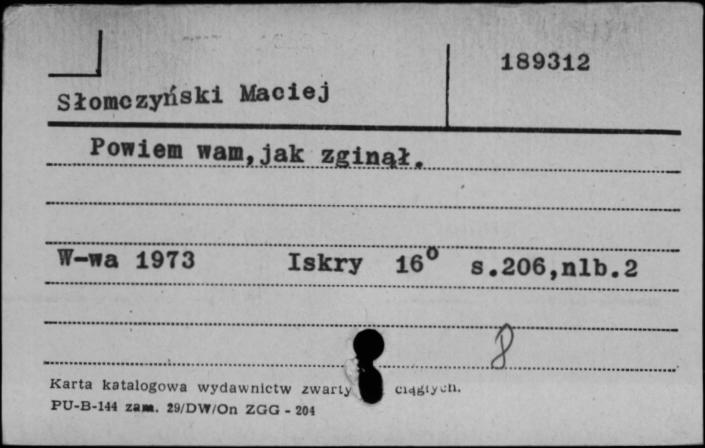 189312
Słomczyński Maciej
Powiem wam,jak zginął.
W-wa 1973 Iskry 16⁰ s.206,nlb.2
8
Karta katalogowa wydawnictw ciągłych.
PU-B-144 zam. 29/DW/On ZGG - 204